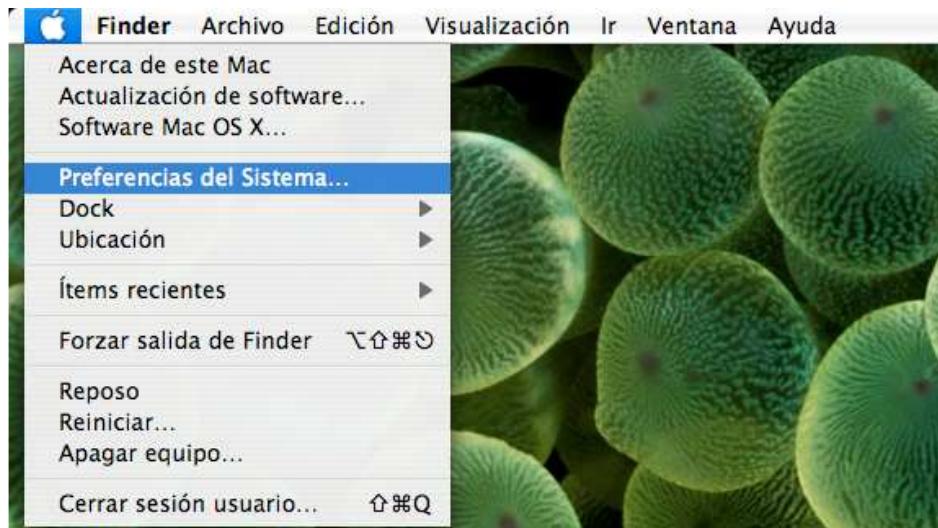 Finder Archivo Edición Visualización Ir Ventana Ayuda
Acerca de este Mac
Actualización de software...
Software Mac OS X...
Preferencias del Sistema...
Dock
Ubicación
Ítems recientes
Forzar salida de Finder ⌥⇧⌘⎋
Reposo
Reiniciar...
Apagar equipo...
Cerrar sesión usuario... ⇧⌘Q